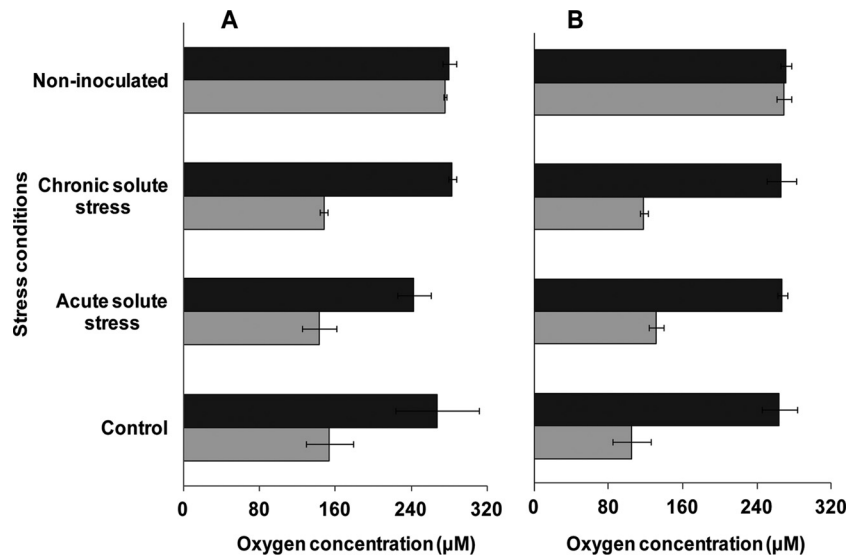 A
B
Stress conditions
Non-inoculated
Chronic solute
stress
Acute solute
stress
Control
0 80 160 240 320
0 80 160 240 320
Oxygen concentration (µM)
Oxygen concentration (µM)